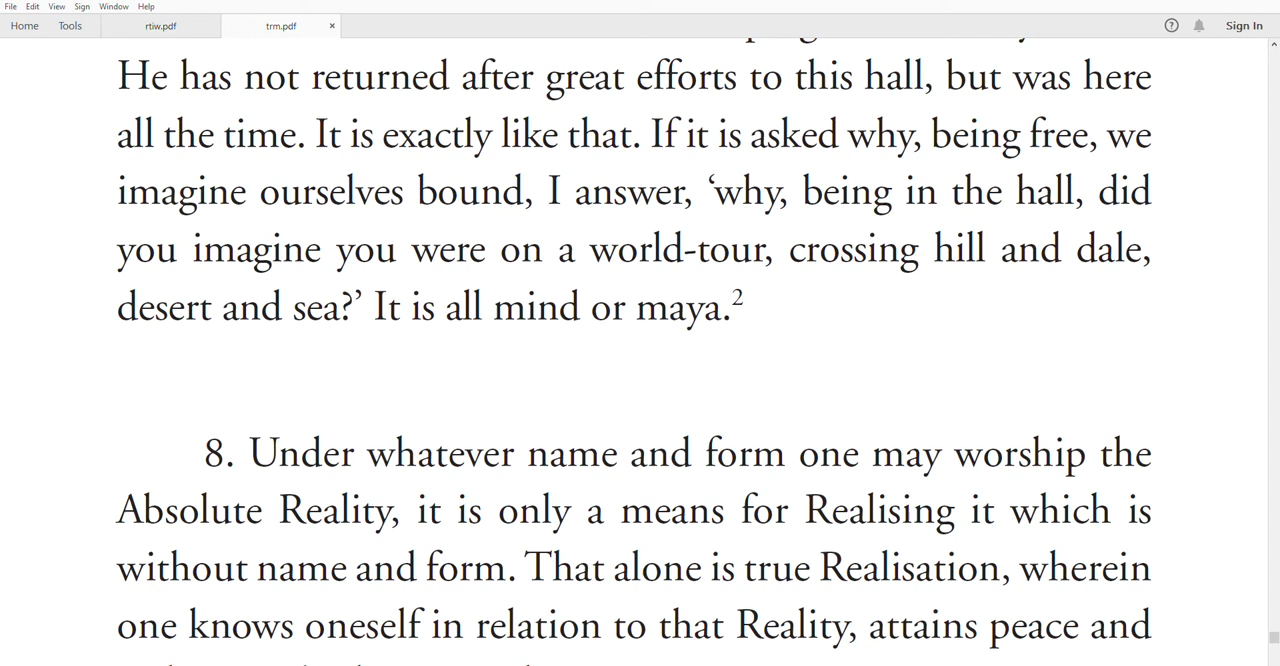 File Edit View Sign Window Help
Home Tools rtiw.pdf trm.pdf × ? Sign In
He has not returned after great efforts to this hall, but was here
all the time. It is exactly like that. If it is asked why, being free, we
imagine ourselves bound, I answer, ‘why, being in the hall, did
you imagine you were on a world-tour, crossing hill and dale,
desert and sea?’ It is all mind or maya.2
8. Under whatever name and form one may worship the
Absolute Reality, it is only a means for Realising it which is
without name and form. That alone is true Realisation, wherein
one knows oneself in relation to that Reality, attains peace and